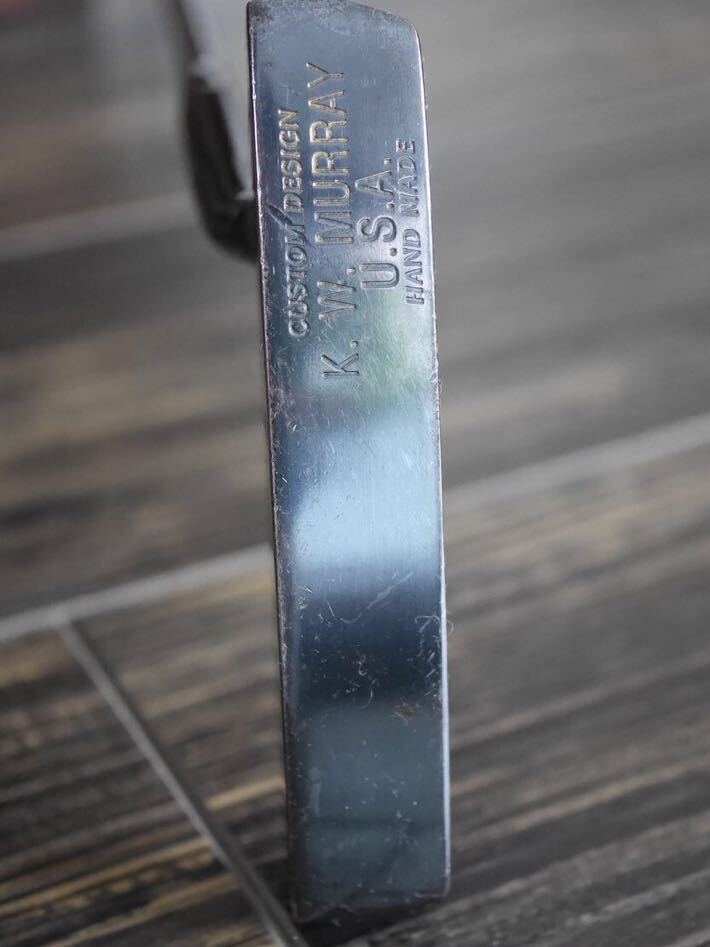 CUSTOM DESIGN
K. W. MURRAY
U.S.A.
HAND MADE